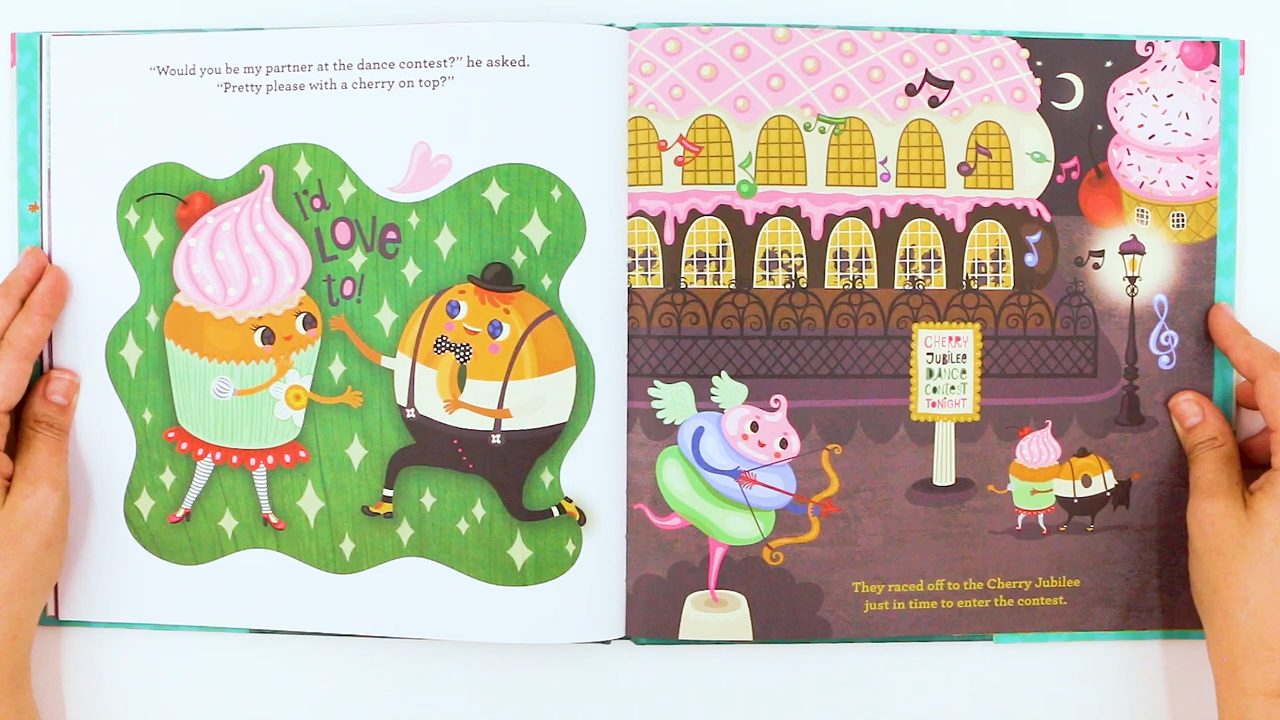 “Would you be my partner at the dance contest?” he asked.
“Pretty please with a cherry on top?”
I'd
LOVE
to!
CHERRY
JUBILEE
DANCE
CONTEST
TONIGHT
They raced off to the Cherry Jubilee
just in time to enter the contest.